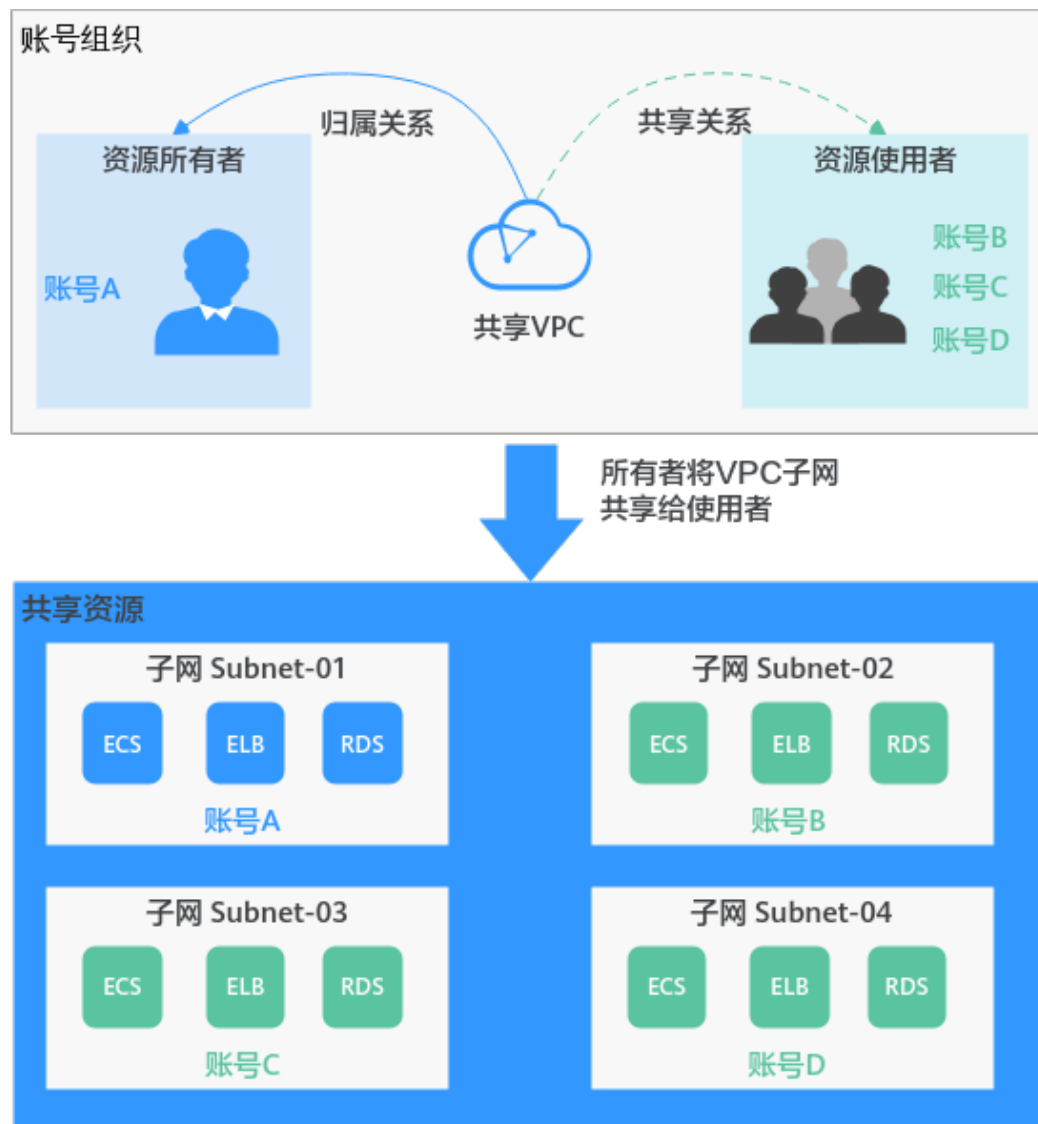 账号组织
归属关系
共享关系
资源所有者
资源使用者
账号A
账号B
账号C
账号D
共享VPC
所有者将VPC子网
共享给使用者
共享资源
子网 Subnet-01
ECS ELB RDS
账号A
子网 Subnet-02
ECS ELB RDS
账号B
子网 Subnet-03
ECS ELB RDS
账号C
子网 Subnet-04
ECS ELB RDS
账号D